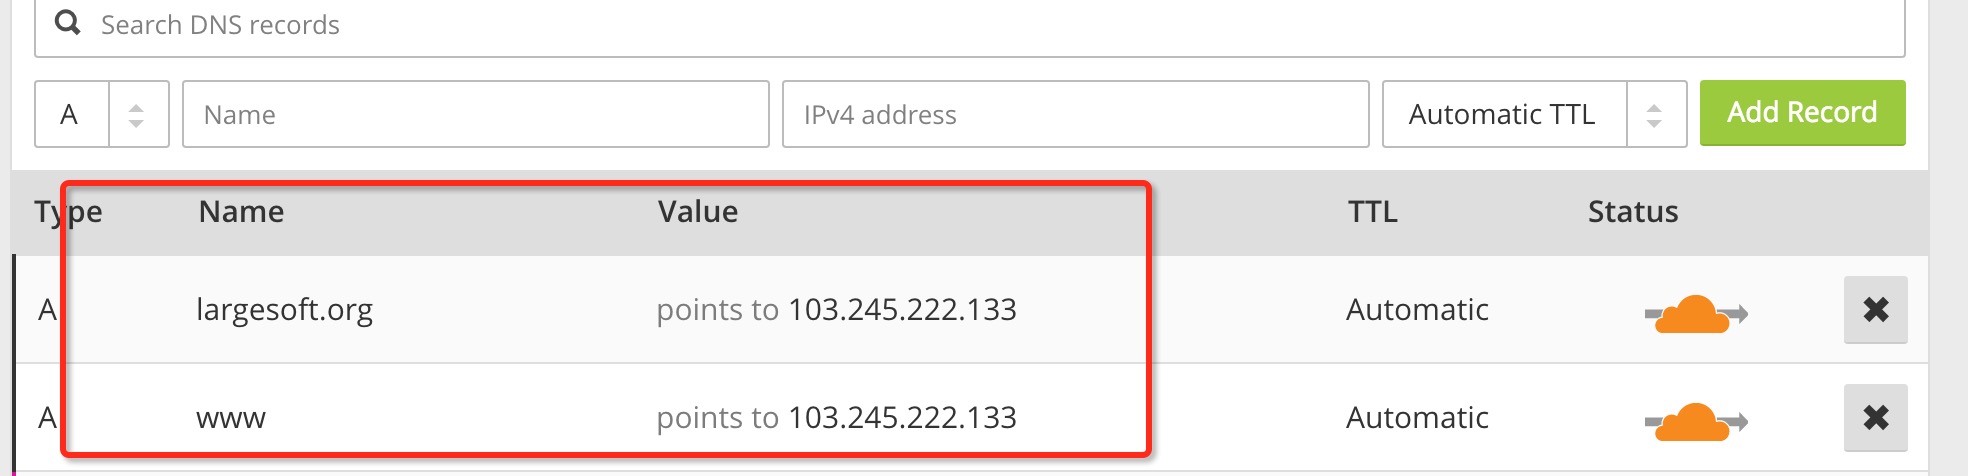 Search DNS records
A Name IPv4 address Automatic TTL Add Record
Type Name Value TTL Status
A largesoft.org points to 103.245.222.133 Automatic
A www points to 103.245.222.133 Automatic